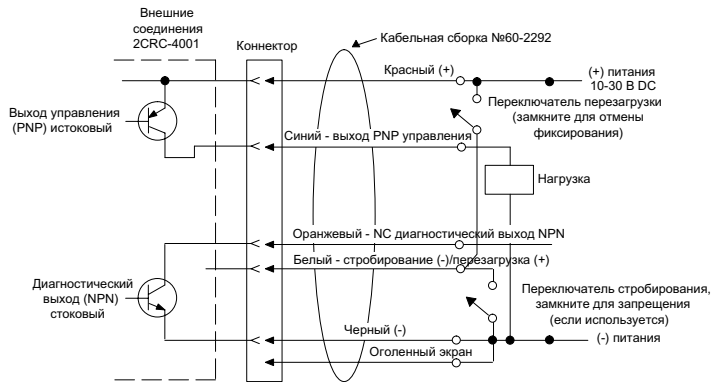 Внешние
соединения
2CRC-4001
Коннектор
Кабельная сборка №60-2292
Красный (+)
(+) питания
10-30 В DC
Переключатель перезагрузки
(замкните для отмены
фиксирования)
Выход управления
(PNP) истоковый
Синий - выход PNP управления
Нагрузка
Оранжевый - NC диагностический выход NPN
Белый - стробирование (-)/перезагрузка (+)
Диагностический
выход (NPN)
стоковый
Переключатель стробирования,
замкните для запрещения
(если используется)
Черный (-)
(-) питания
Оголенный экран